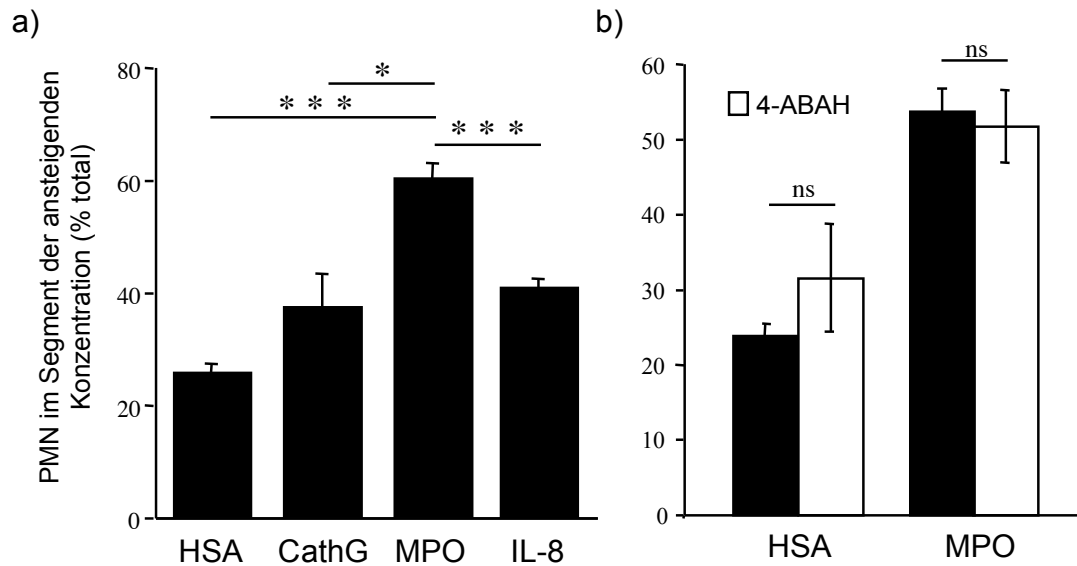 a)
PMN im Segment der ansteigenden
Konzentration (% total)
80
60
40
20
0
*
* * *
* * *
HSA CathG MPO IL-8
b)
60
50
40
30
20
10
0
4-ABAH
ns
ns
HSA MPO